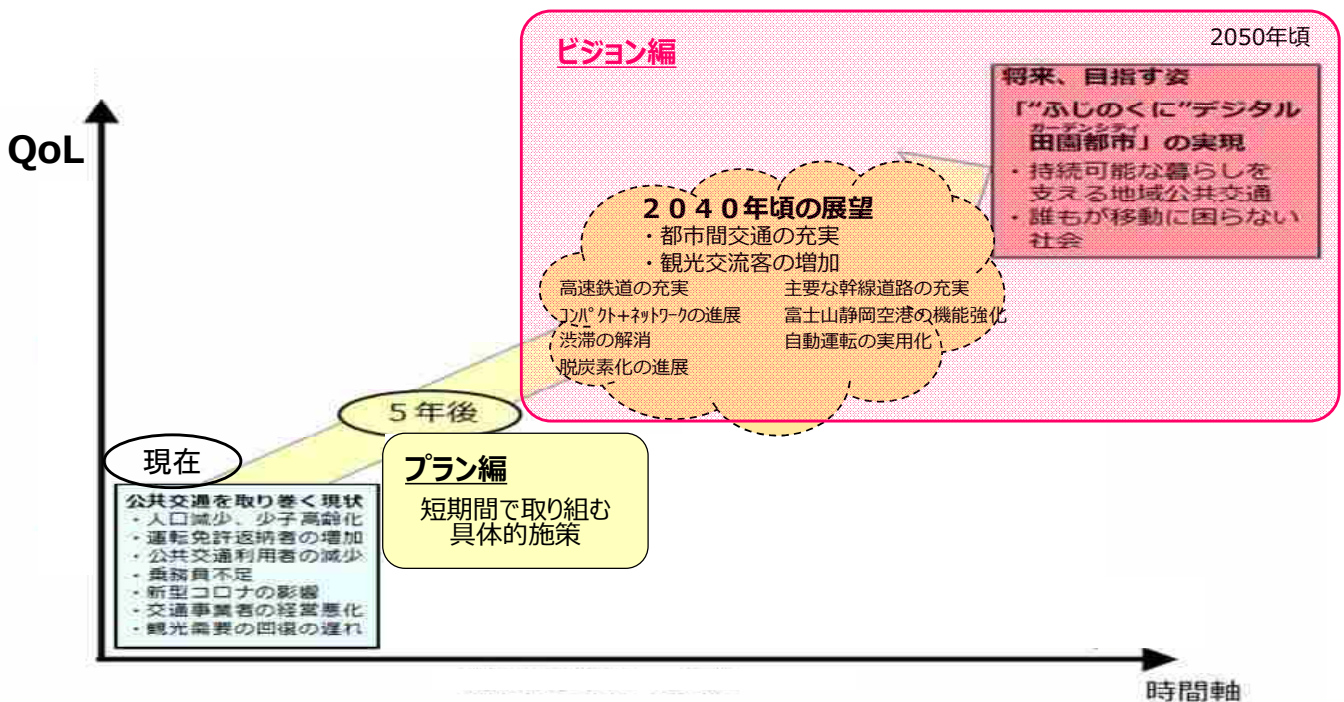 ビジョン編
2050年頃
将来、目指す姿
「“ふじのくに”デジタル
ガーデンシティ
田園都市」の実現
・持続可能な暮らしを
支える地域公共交通
・誰もが移動に困らない
社会
QoL
2040年頃の展望
・都市間交通の充実
・観光交流客の増加
高速鉄道の充実
主要な幹線道路の充実
コンパクト+ネットワークの進展
富士山静岡空港の機能強化
渋滞の解消
自動運転の実用化
脱炭素化の進展
5年後
現在
プラン編
短期間で取り組む
具体的施策
公共交通を取り巻く現状
・人口減少、少子高齢化
・運転免許返納者の増加
・公共交通利用者の減少
・乗務員不足
・新型コロナの影響
・交通事業者の経営悪化
・観光需要の回復の遅れ
時間軸